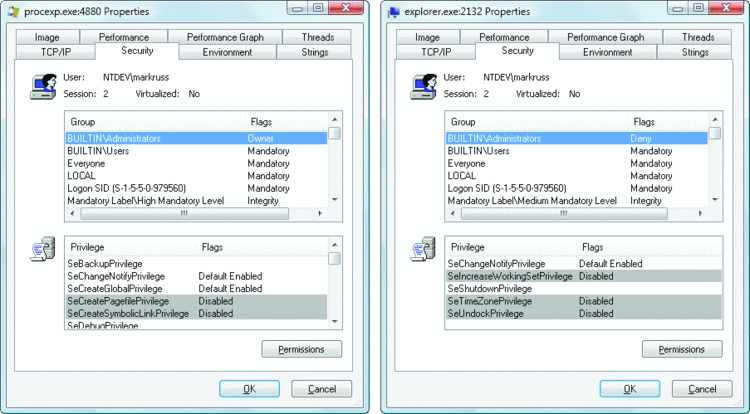 procexp.exe:4880 Properties
Image Performance Performance Graph Threads
TCP/IP Security Environment Strings
User: NTDEV\markruss
Session: 2 Virtualized: No
Group Flags
BUILTIN\Administrators Owner
BUILTIN\Users Mandatory
Everyone Mandatory
LOCAL Mandatory
Logon SID (S-1-5-5-0-979560) Mandatory
Mandatory Label\High Mandatory Level Integrity
Privilege Flags
SeBackupPrivilege
SeChangeNotifyPrivilege Default Enabled
SeCreateGlobalPrivilege Default Enabled
SeCreatePagefilePrivilege Disabled
SeCreateSymbolicLinkPrivilege Disabled
SeDebugPrivilege
Permissions
OK Cancel
explorer.exe:2132 Properties
Image Performance Performance Graph Threads
TCP/IP Security Environment Strings
User: NTDEV\markruss
Session: 2 Virtualized: No
Group Flags
BUILTIN\Administrators Deny
BUILTIN\Users Mandatory
Everyone Mandatory
LOCAL Mandatory
Logon SID (S-1-5-5-0-979560) Mandatory
Mandatory Label\Medium Mandatory Level Integrity
Privilege Flags
SeChangeNotifyPrivilege Default Enabled
SeIncreaseWorkingSetPrivilege Disabled
SeShutdownPrivilege
SeTimeZonePrivilege Disabled
SeUndockPrivilege Disabled
Permissions
OK Cancel